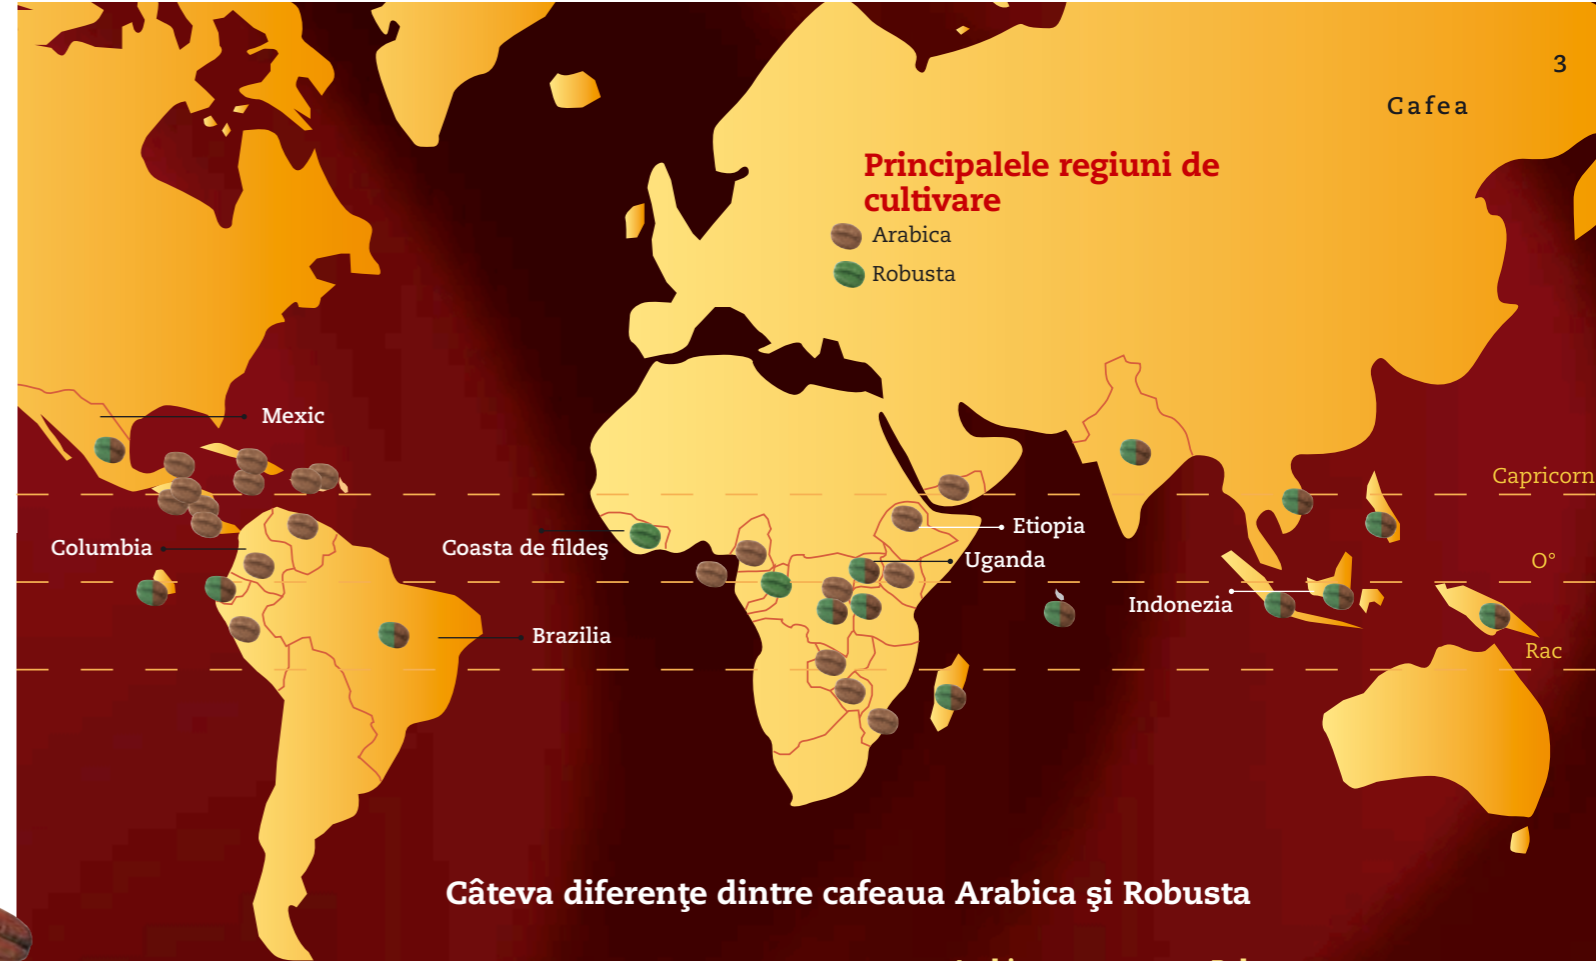 3
Cafea
Principalele regiuni de
cultivare
Arabica
Robusta
Mexic
Capricorn
Etiopia
Columbia
Coasta de fildeş
Uganda
O°
Indonezia
Brazilia
Rac
Câteva diferenţe dintre cafeaua Arabica şi Robusta